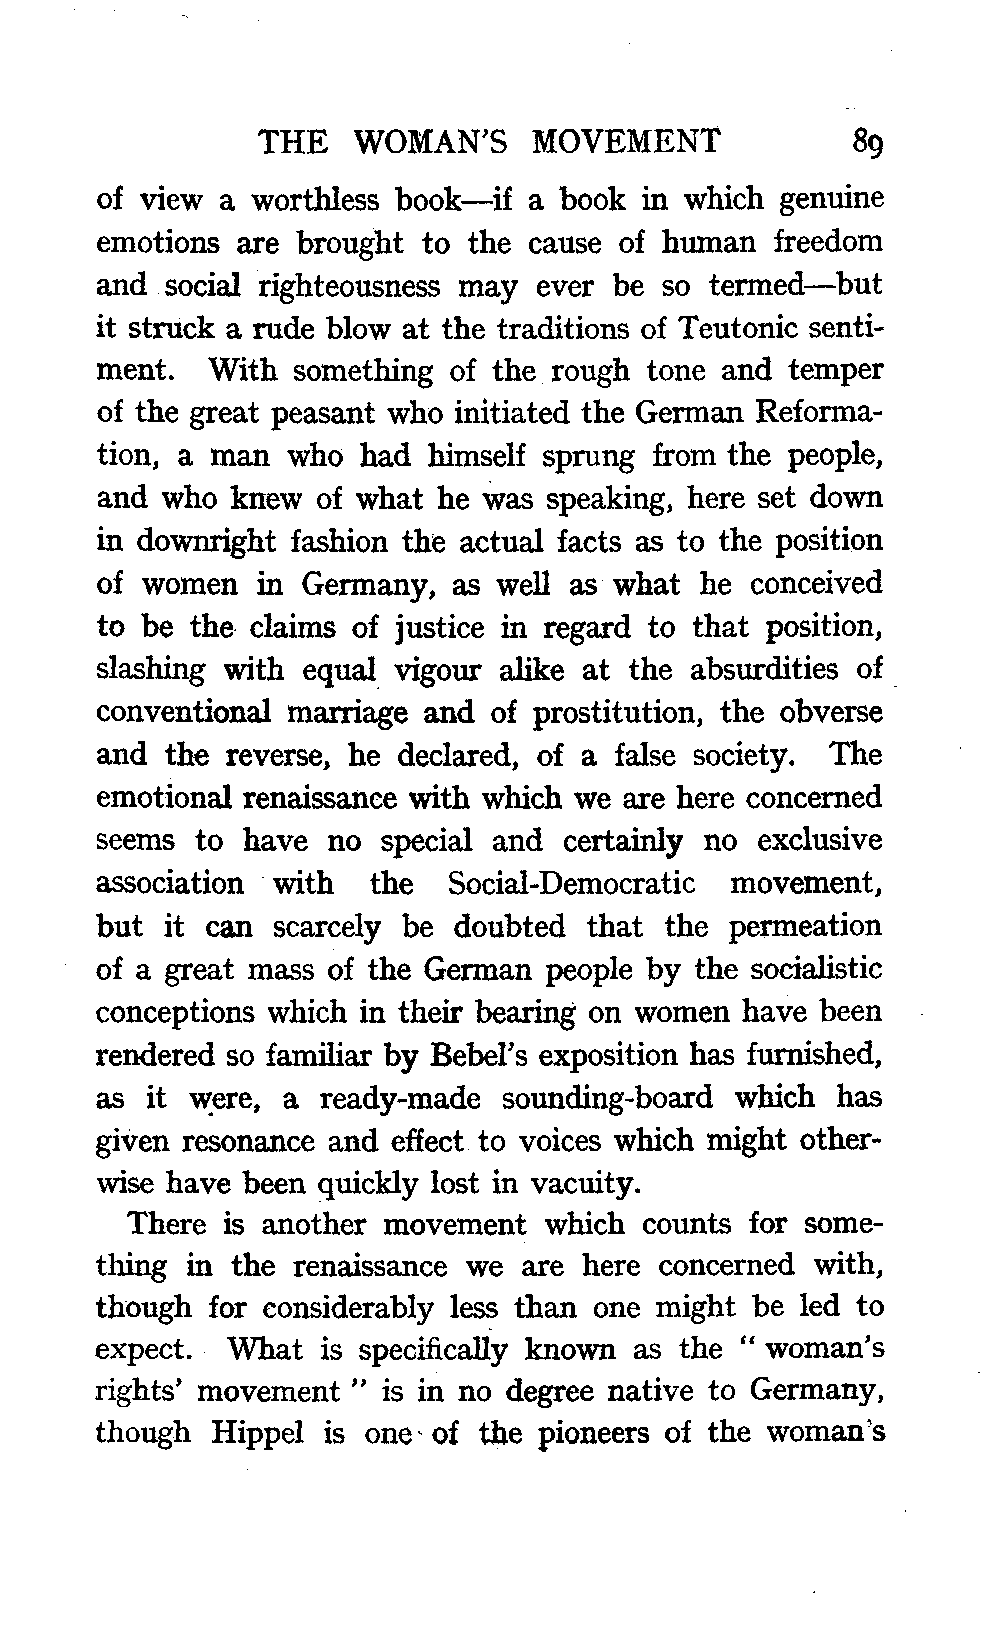 THE WOMAN'S MOVEMENT 89
of view a worthless book—if a book in which genuine
emotions are brought to the cause of human freedom
and social righteousness may ever be so termed—but
it struck a rude blow at the traditions of Teutonic senti-
ment. With something of the rough tone and temper
of the great peasant who initiated the German Reforma-
tion, a man who had himself sprung from the people,
and who knew of what he was speaking, here set down
in downright fashion the actual facts as to the position
of women in Germany, as well as what he conceived
to be the claims of justice in regard to that position,
slashing with equal vigour alike at the absurdities of
conventional marriage and of prostitution, the obverse
and the reverse, he declared, of a false society. The
emotional renaissance with which we are here concerned
seems to have no special and certainly no exclusive
association with the Social-Democratic movement,
but it can scarcely be doubted that the permeation
of a great mass of the German people by the socialistic
conceptions which in their bearing on women have been
rendered so familiar by Bebel's exposition has furnished,
as it were, a ready-made sounding-board which has
given resonance and effect to voices which might other-
wise have been quickly lost in vacuity.
There is another movement which counts for some-
thing in the renaissance we are here concerned with,
though for considerably less than one might be led to
expect. What is specifically known as the " woman's
rights' movement " is in no degree native to Germany,
though Hippel is one of the pioneers of the woman's